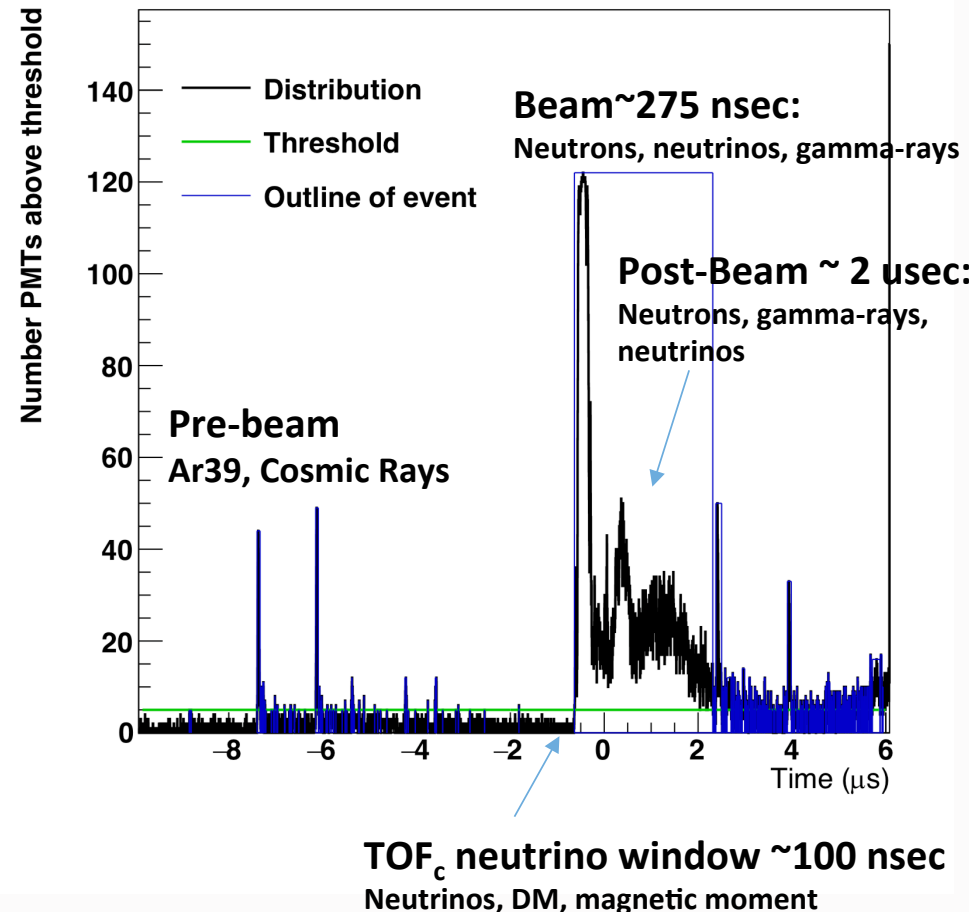 Number PMTs above threshold
140
120
100
80
60
40
20
0
Distribution
Threshold
Outline of event
Beam~275 nsec:
Neutrons, neutrinos, gamma-rays
Post-Beam ~ 2 usec:
Neutrons, gamma-rays,
neutrinos
Pre-beam
Ar39, Cosmic Rays
−8 −6 −4 −2 0 2 4 6
Time (μs)
TOFc neutrino window ~100 nsec
Neutrinos, DM, magnetic moment